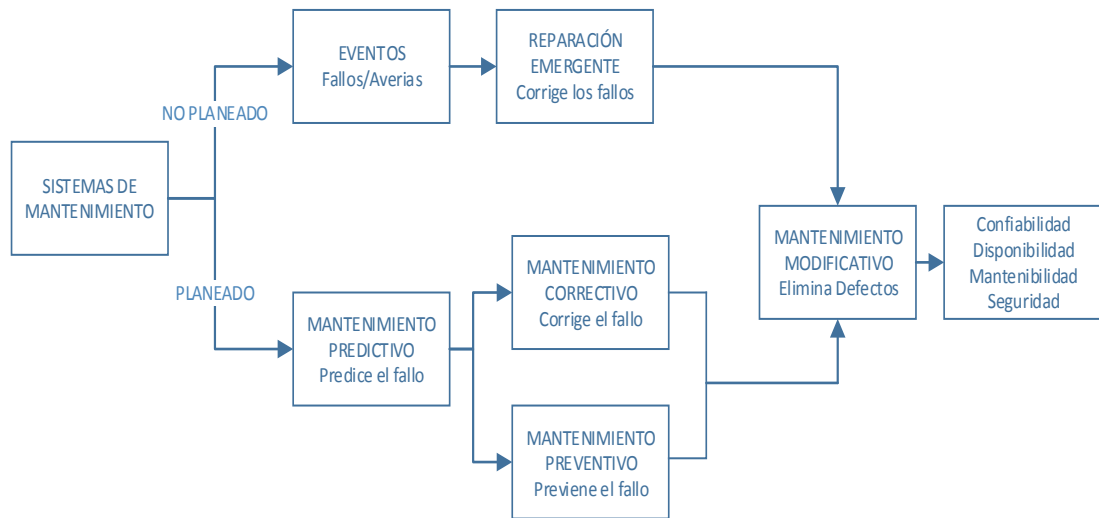 SISTEMAS DE
MANTENIMIENTO
NO PLANEADO
EVENTOS
Fallos/Averias
REPARACIÓN
EMERGENTE
Corrige los fallos
PLANEADO
MANTENIMIENTO
PREDICTIVO
Predice el fallo
MANTENIMIENTO
CORRECTIVO
Corrige el fallo
MANTENIMIENTO
PREVENTIVO
Previene el fallo
MANTENIMIENTO
MODIFICATIVO
Elimina Defectos
Confiabilidad
Disponibilidad
Mantenibilidad
Seguridad